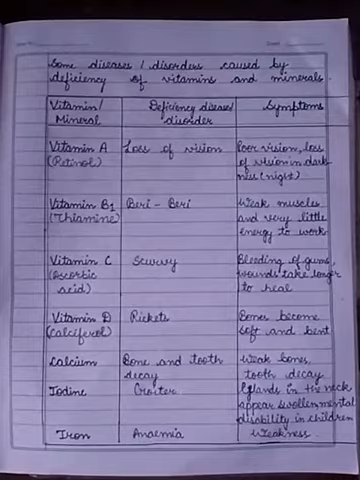 Some diseases / disorders caused by
deficiency of vitamins and minerals.
Vitamin/ Mineral
Deficiency disease/ disorder
Symptoms
Vitamin A (Retinol)
Loss of vision
Poor vision, loss
of vision in dark-
ness (night)
Vitamin B1 (Thiamine)
Beri - Beri
Weak muscles
and very little
energy to work
Vitamin C
(Ascorbic
acid)
Scurvy
Bleeding of gums,
wounds take longer
to heal
Vitamin D
(Calciferol)
Rickets
Bones become
soft and bent
Calcium
Bone and tooth
decay
Weak bones,
tooth decay
Iodine
Goiter
Glands in the neck
appear swollen, mental
disability in children
Iron
Anaemia
Weakness